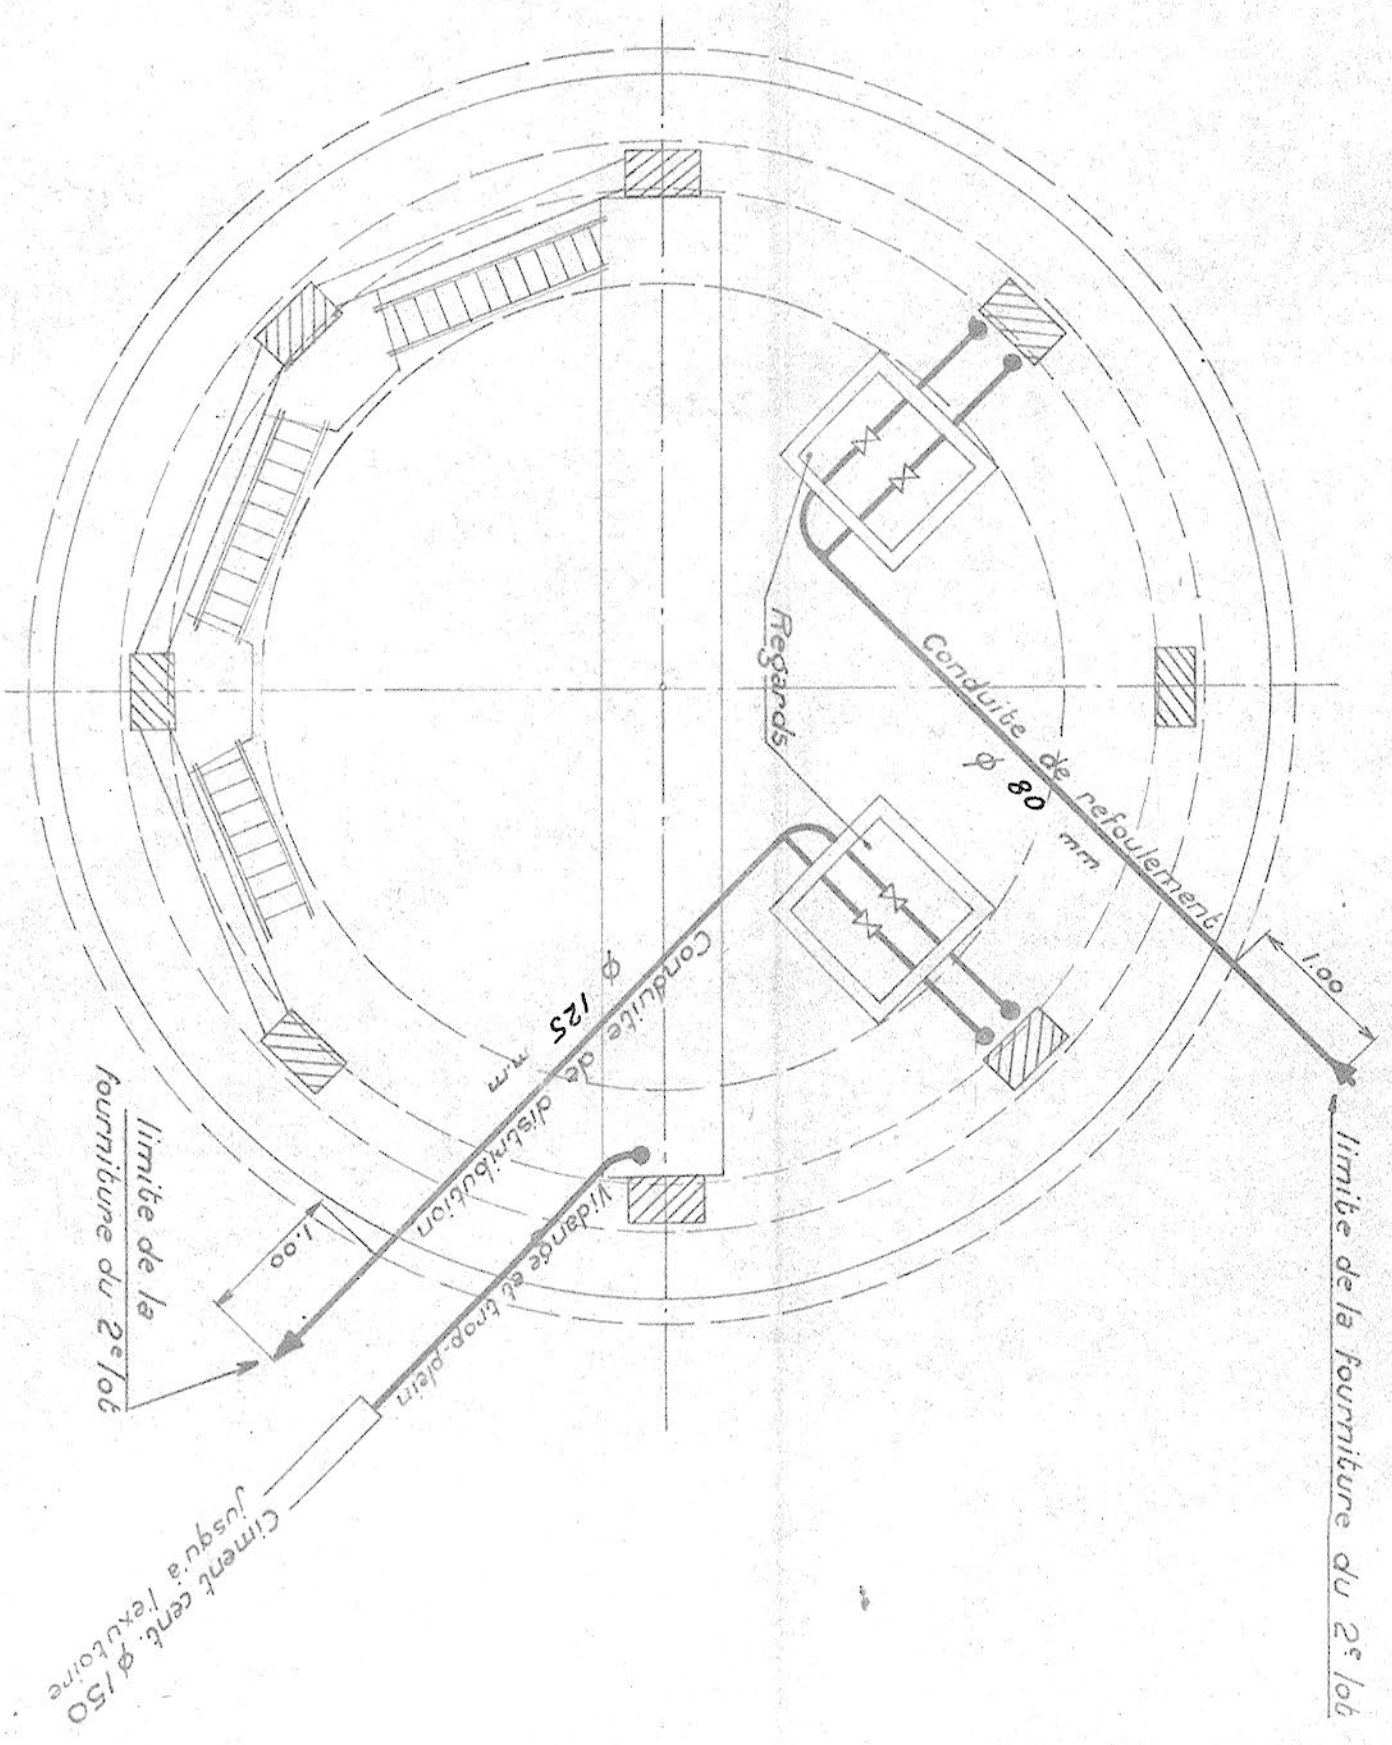 Regards
Conduite de refoulement
φ 80 mm
1.00
limite de la fourniture du 2e lot
Conduite de distribution
φ 125 mm
1.00
limite de la
fourniture du 2e lot
Vidange et trop-plein
Ciment cent. φ 150
jusqu'à l'exutoire